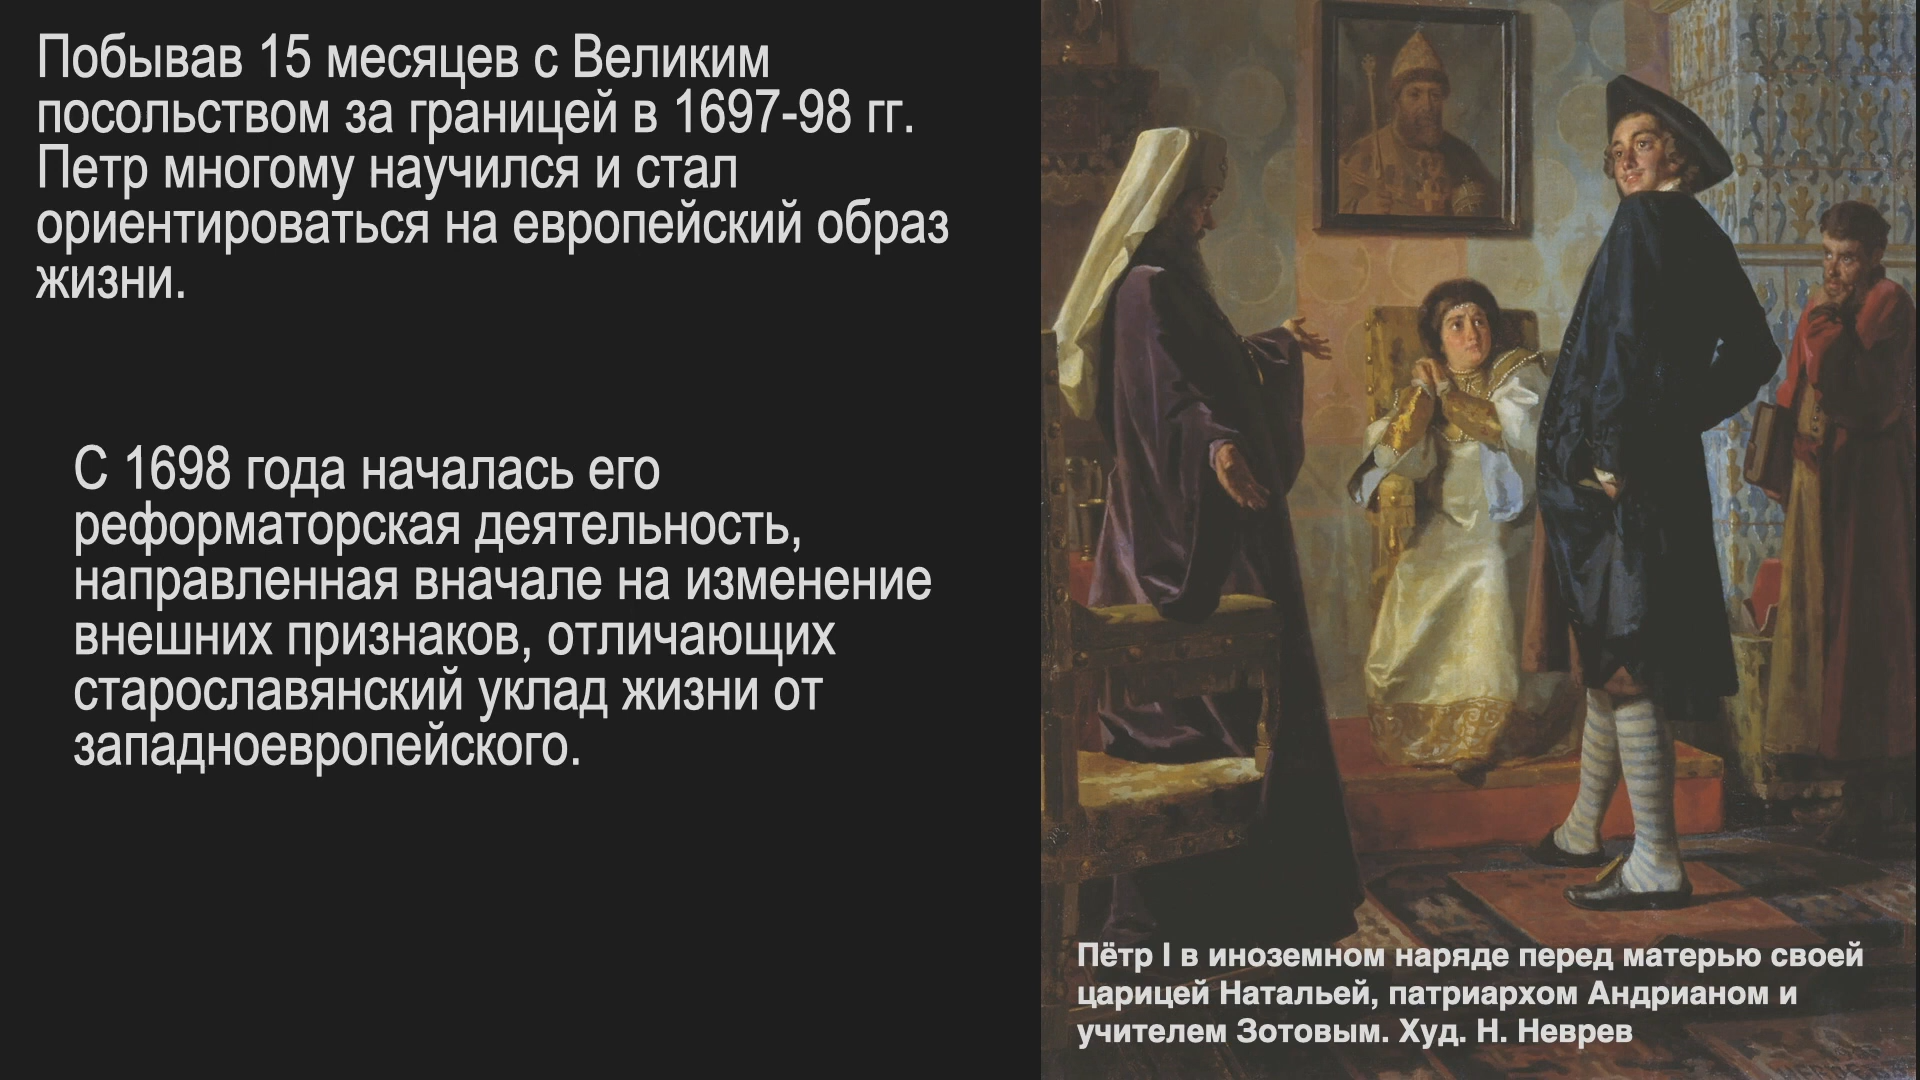 Побывав 15 месяцев с Великим
посольством за границей в 1697-98 гг.
Петр многому научился и стал
ориентироваться на европейский образ
жизни.
С 1698 года началась его
реформаторская деятельность,
направленная вначале на изменение
внешних признаков, отличающих
старославянский уклад жизни от
западноевропейского.
Пётр I в иноземном наряде перед матерью своей
царицей Натальей, патриархом Андрианом и
учителем Зотовым. Худ. Н. Неврев